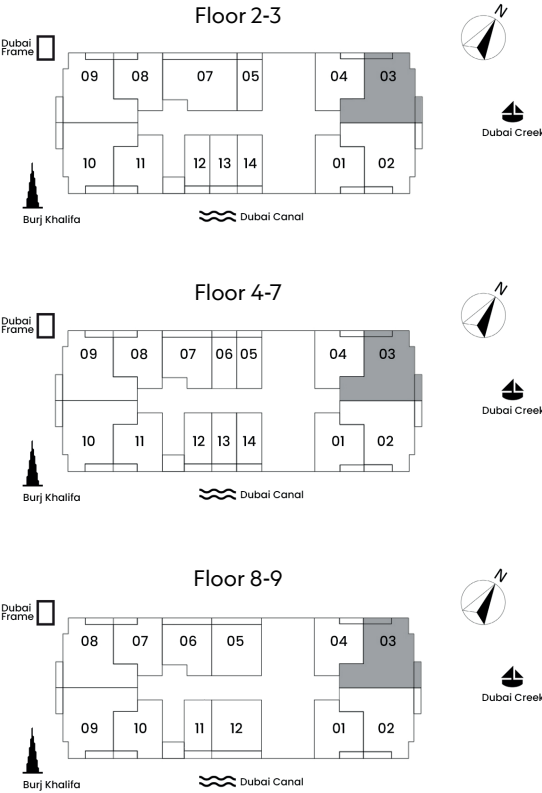 Floor 2-3
N
Dubai
Frame
09 08 07 05 04 03
Dubai Creek
10 11 12 13 14 01 02
Burj Khalifa
Dubai Canal
Floor 4-7
N
Dubai
Frame
09 08 07 06 05 04 03
Dubai Creek
10 11 12 13 14 01 02
Burj Khalifa
Dubai Canal
Floor 8-9
N
Dubai
Frame
08 07 06 05 04 03
Dubai Creek
09 10 11 12 01 02
Burj Khalifa
Dubai Canal